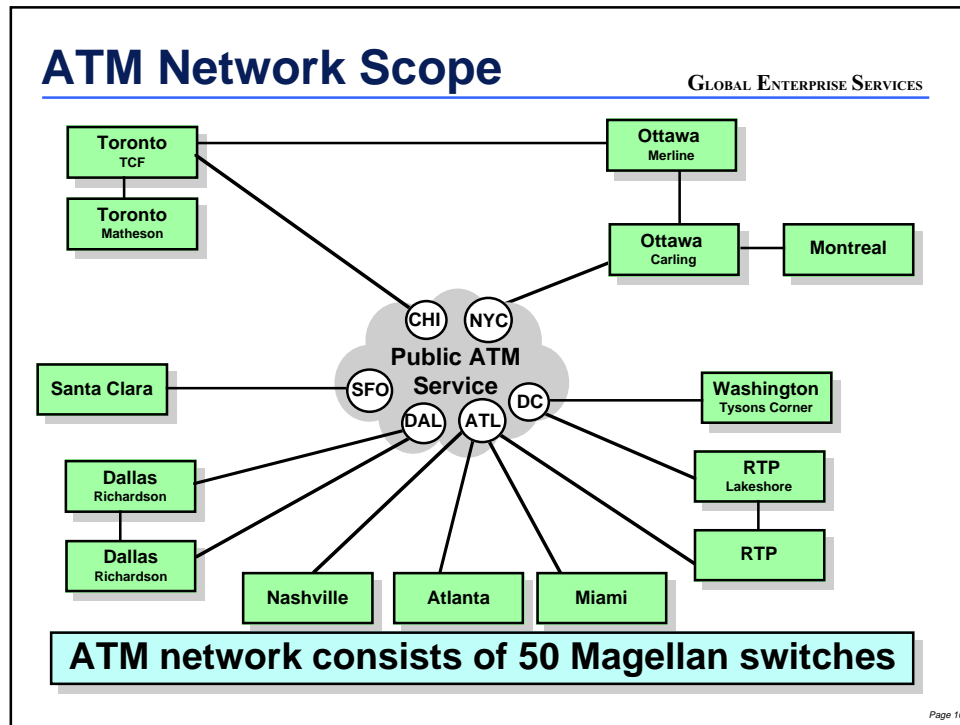 ATM Network Scope
GLOBAL ENTERPRISE SERVICES
Toronto
TCF
Ottawa
Merline
Toronto
Matheson
Ottawa
Carling
Montreal
CHI
NYC
Public ATM
Service
Santa Clara
SFO
DC
Washington
Tysons Corner
DAL
ATL
Dallas
Richardson
RTP
Lakeshore
Dallas
Richardson
RTP
Nashville
Atlanta
Miami
ATM network consists of 50 Magellan switches
Page